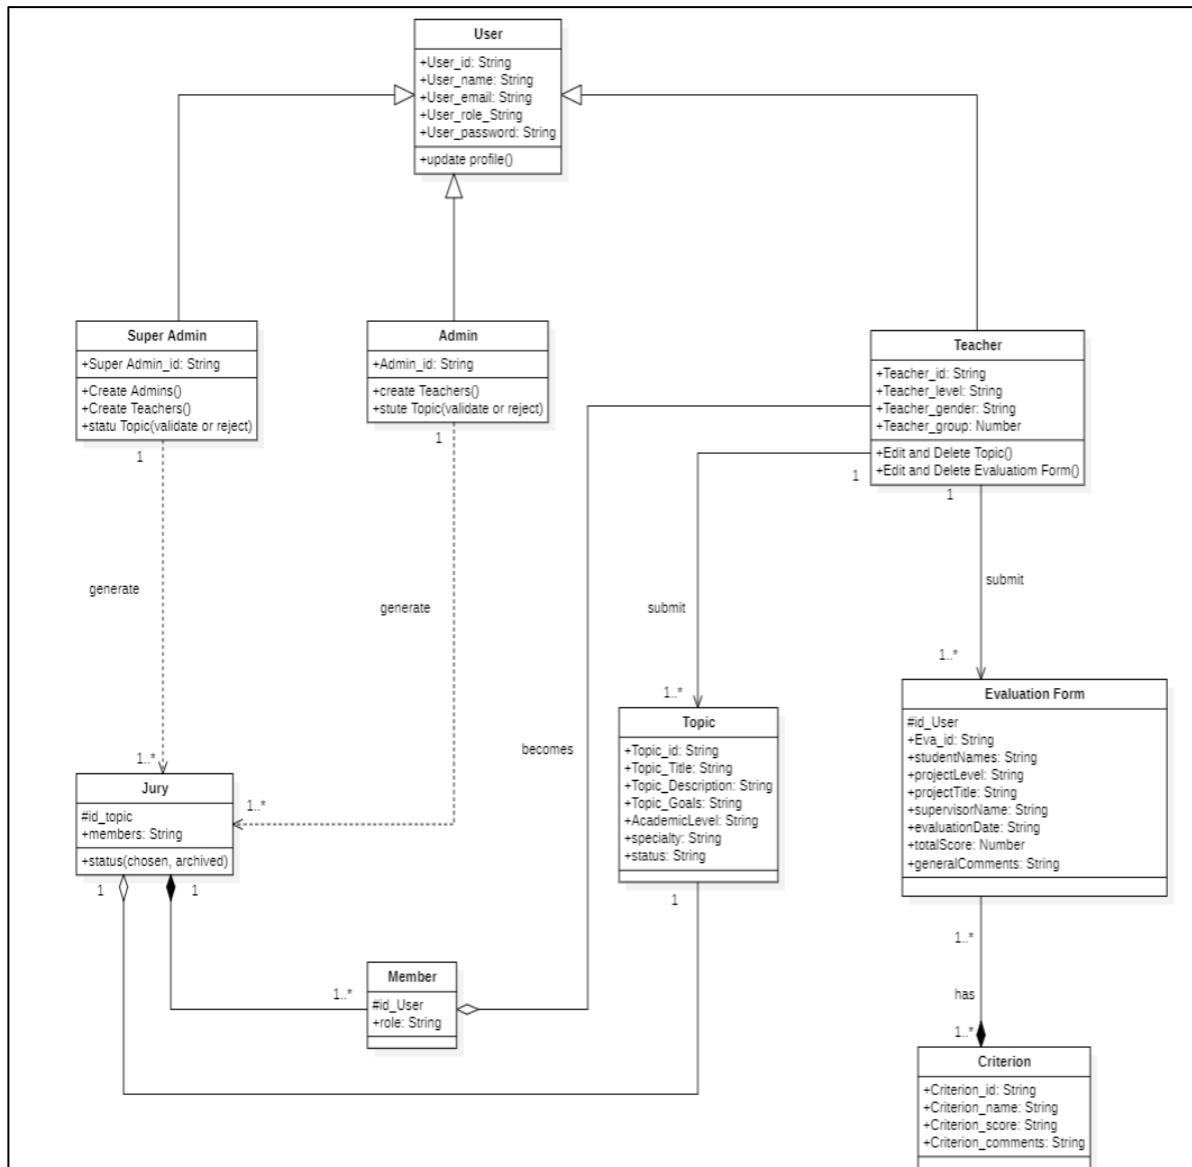 User
+User_id: String
+User_name: String
+User_email: String
+User_role_String
+User_password: String
+update profile()
Super Admin
+Super Admin_id: String
+Create Admins()
+Create Teachers()
+statu Topic(validate or reject)
1
Admin
+Admin_id: String
+create Teachers()
+stute Topic(validate or reject)
1
Teacher
+Teacher_id: String
+Teacher_level: String
+Teacher_gender: String
+Teacher_group: Number
+Edit and Delete Topic()
+Edit and Delete Evaluatiom Form()
1
1
generate
generate
submit
submit
becomes
1..*
1..*
1..*
1..*
Jury
#id_topic
+members: String
+status(chosen, archived)
1
1
Topic
+Topic_id: String
+Topic_Title: String
+Topic_Description: String
+Topic_Goals: String
+AcademicLevel: String
+specialty: String
+status: String
1
Evaluation Form
#id_User
+Eva_id: String
+studentNames: String
+projectLevel: String
+projectTitle: String
+supervisorName: String
+evaluationDate: String
+totalScore: Number
+generalComments: String
1..*
has
1..*
1..*
Member
#id_User
+role: String
Criterion
+Criterion_id: String
+Criterion_name: String
+Criterion_score: String
+Criterion_comments: String